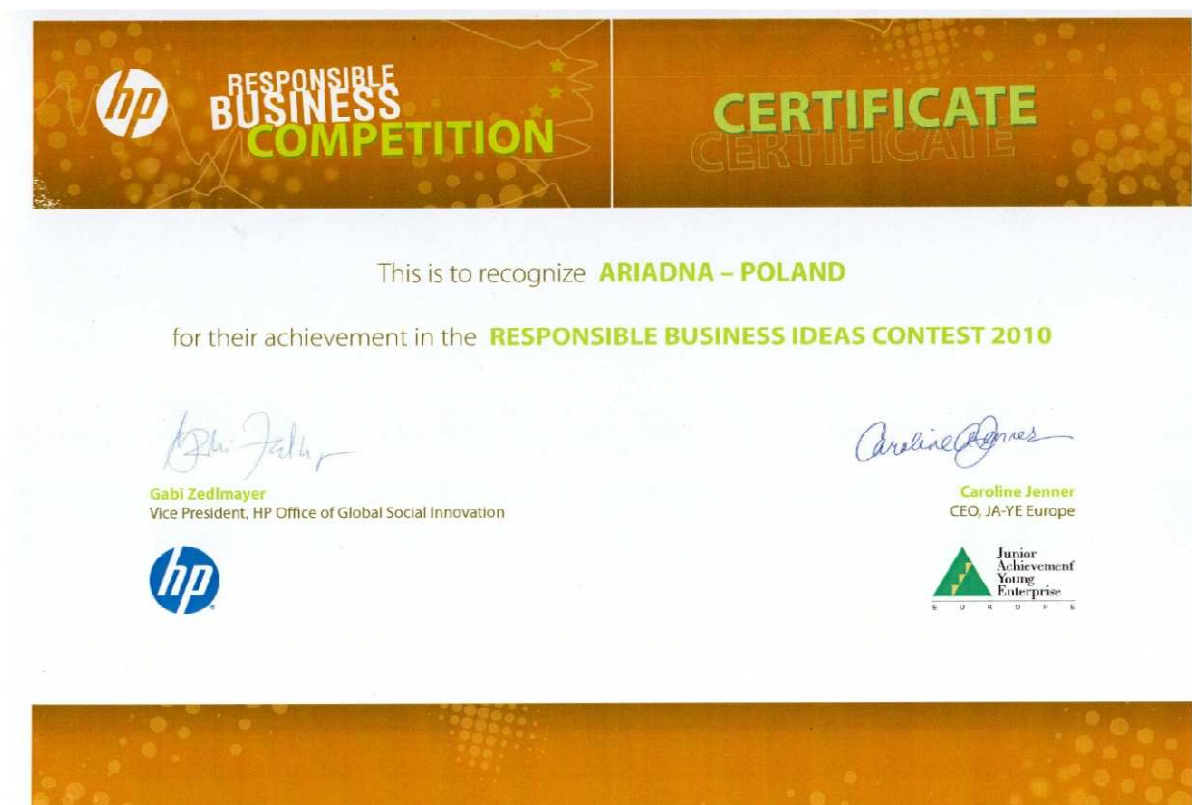 hp
RESPONSIBLE
BUSINESS
COMPETITION
CERTIFICATE
CERTIFICATE
This is to recognize ARIADNA – POLAND
for their achievement in the RESPONSIBLE BUSINESS IDEAS CONTEST 2010
Gabi Zedlmayer
Vice President, HP Office of Global Social Innovation
Caroline Jenner
Caroline Jenner
CEO, JA-YE Europe
hp
Junior
Achievement
Young
Enterprise
EUROPE